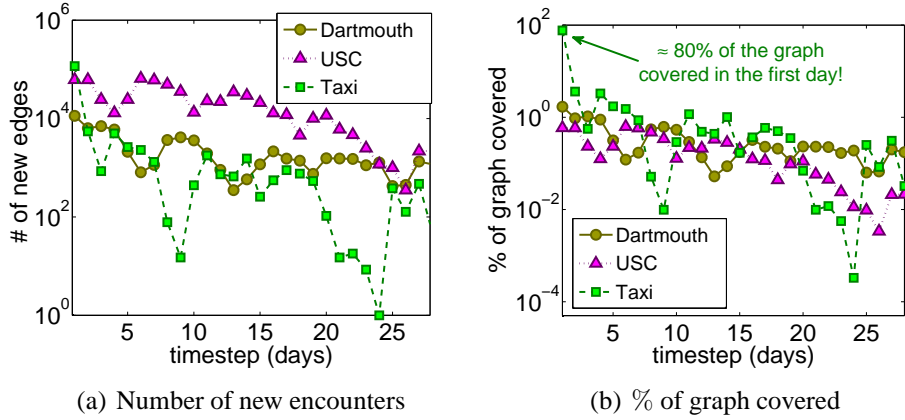 10^6
10^4
10^2
10^0
# of new edges
Dartmouth
USC
Taxi
5 10 15 20 25
timestep (days)
(a) Number of new encounters
10^2
10^0
10^-2
10^-4
% of graph covered
≈ 80% of the graph
covered in the first day!
Dartmouth
USC
Taxi
5 10 15 20 25
timestep (days)
(b) % of graph covered